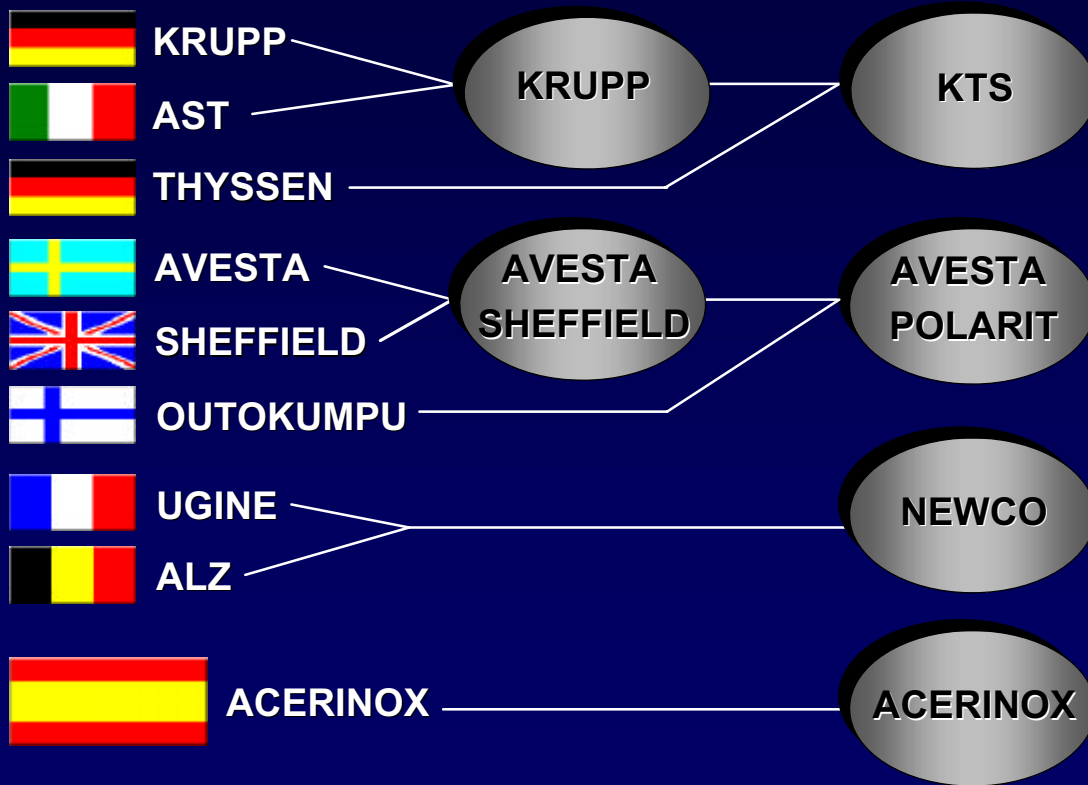 KRUPP
AST
THYSSEN
AVESTA
SHEFFIELD
OUTOKUMPU
UGINE
ALZ
ACERINOX
KRUPP
AVESTA
SHEFFIELD
KTS
AVESTA
POLARIT
NEWCO
ACERINOX